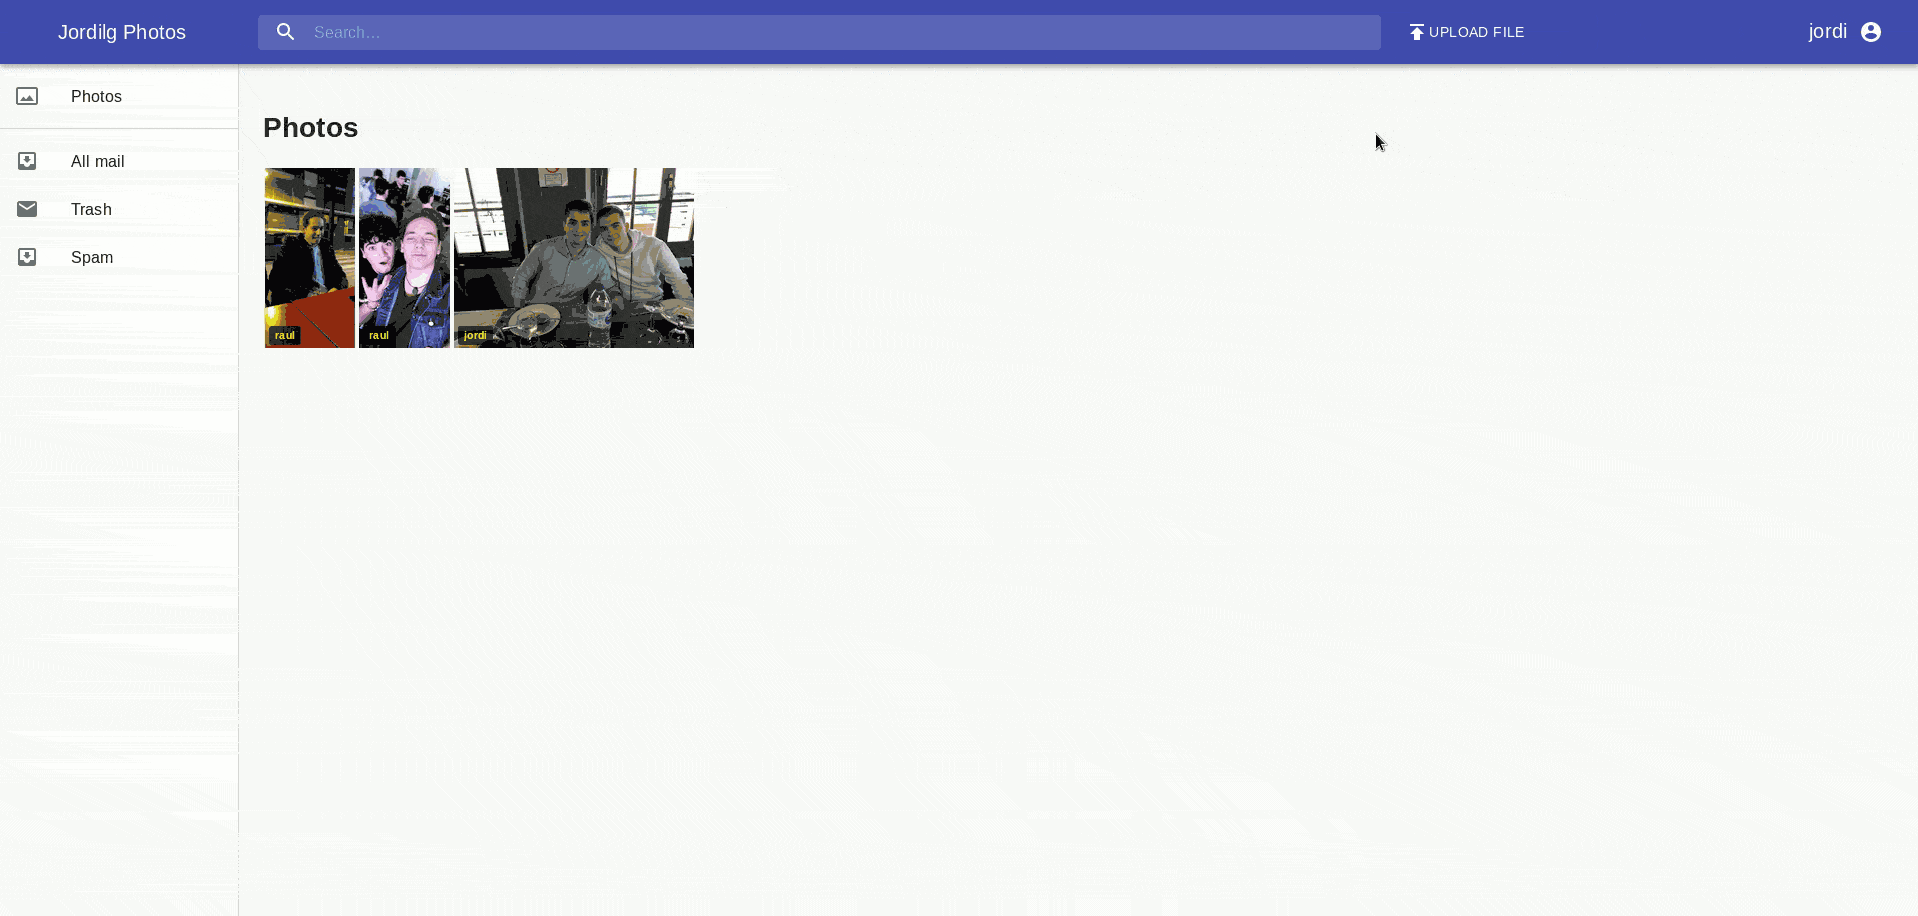 Jordilg Photos
Search...
UPLOAD FILE
jordi
Photos
All mail
Trash
Spam
Photos
raul
raul
jordi